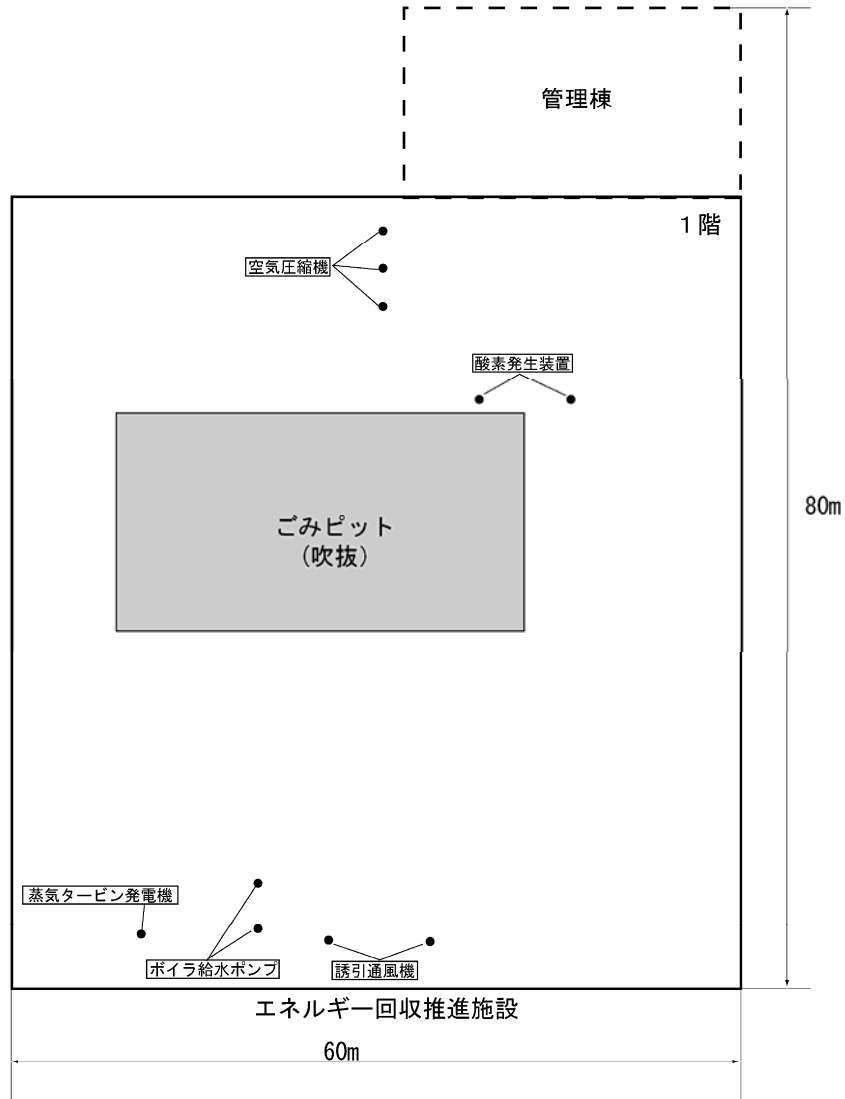 管理棟
１階
空気圧縮機
酸素発生装置
80m
ごみピット
(吹抜)
蒸気タービン発電機
ボイラ給水ポンプ
誘引通風機
エネルギー回収推進施設
60m